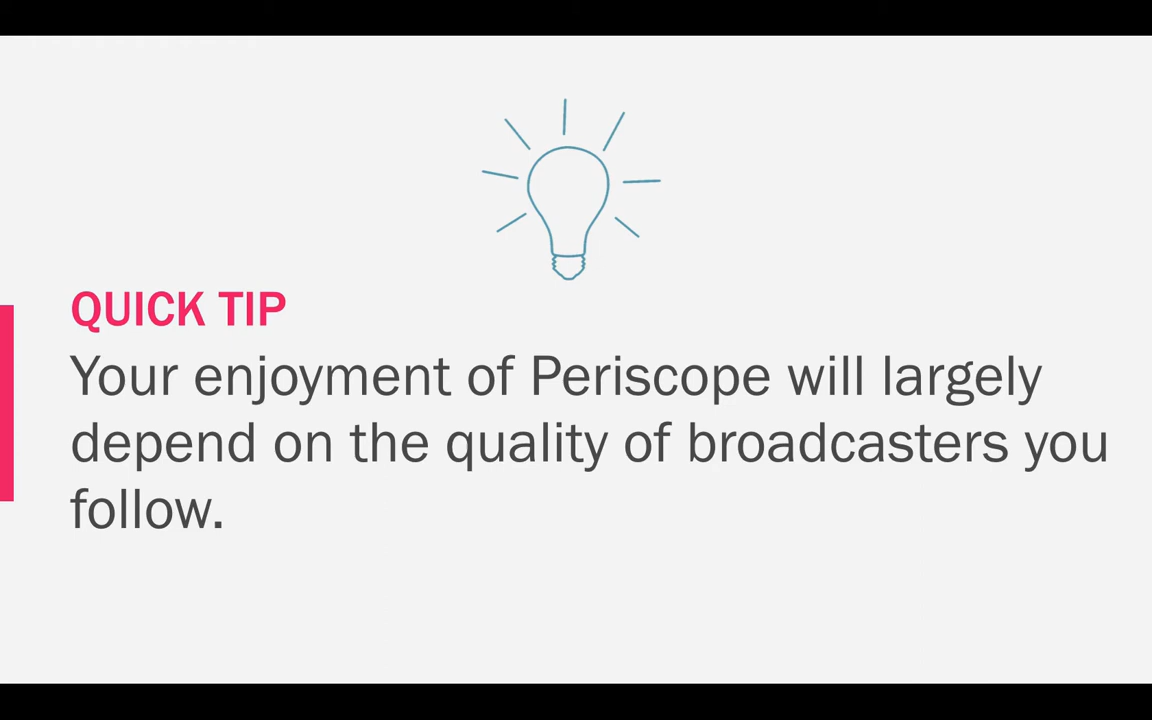 QUICK TIP
Your enjoyment of Periscope will largely
depend on the quality of broadcasters you
follow.